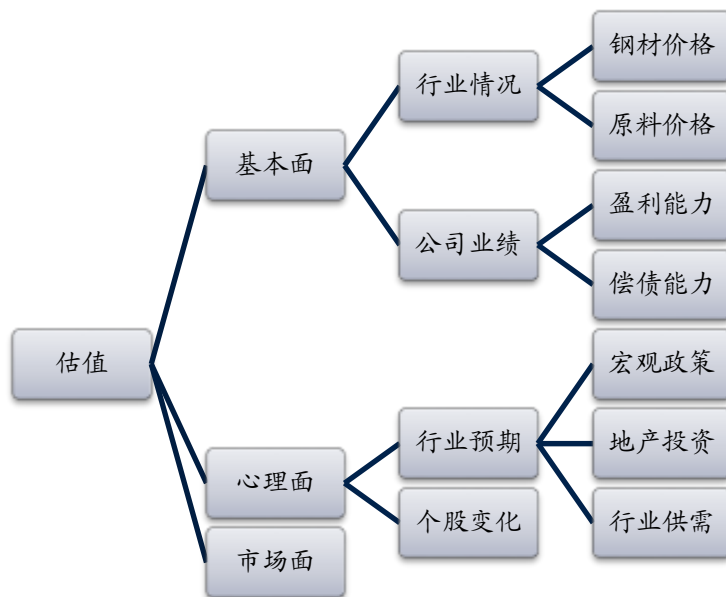 钢材价格
行业情况
原料价格
基本面
盈利能力
公司业绩
偿债能力
估值
宏观政策
行业预期
地产投资
心理面
个股变化
行业供需
市场面